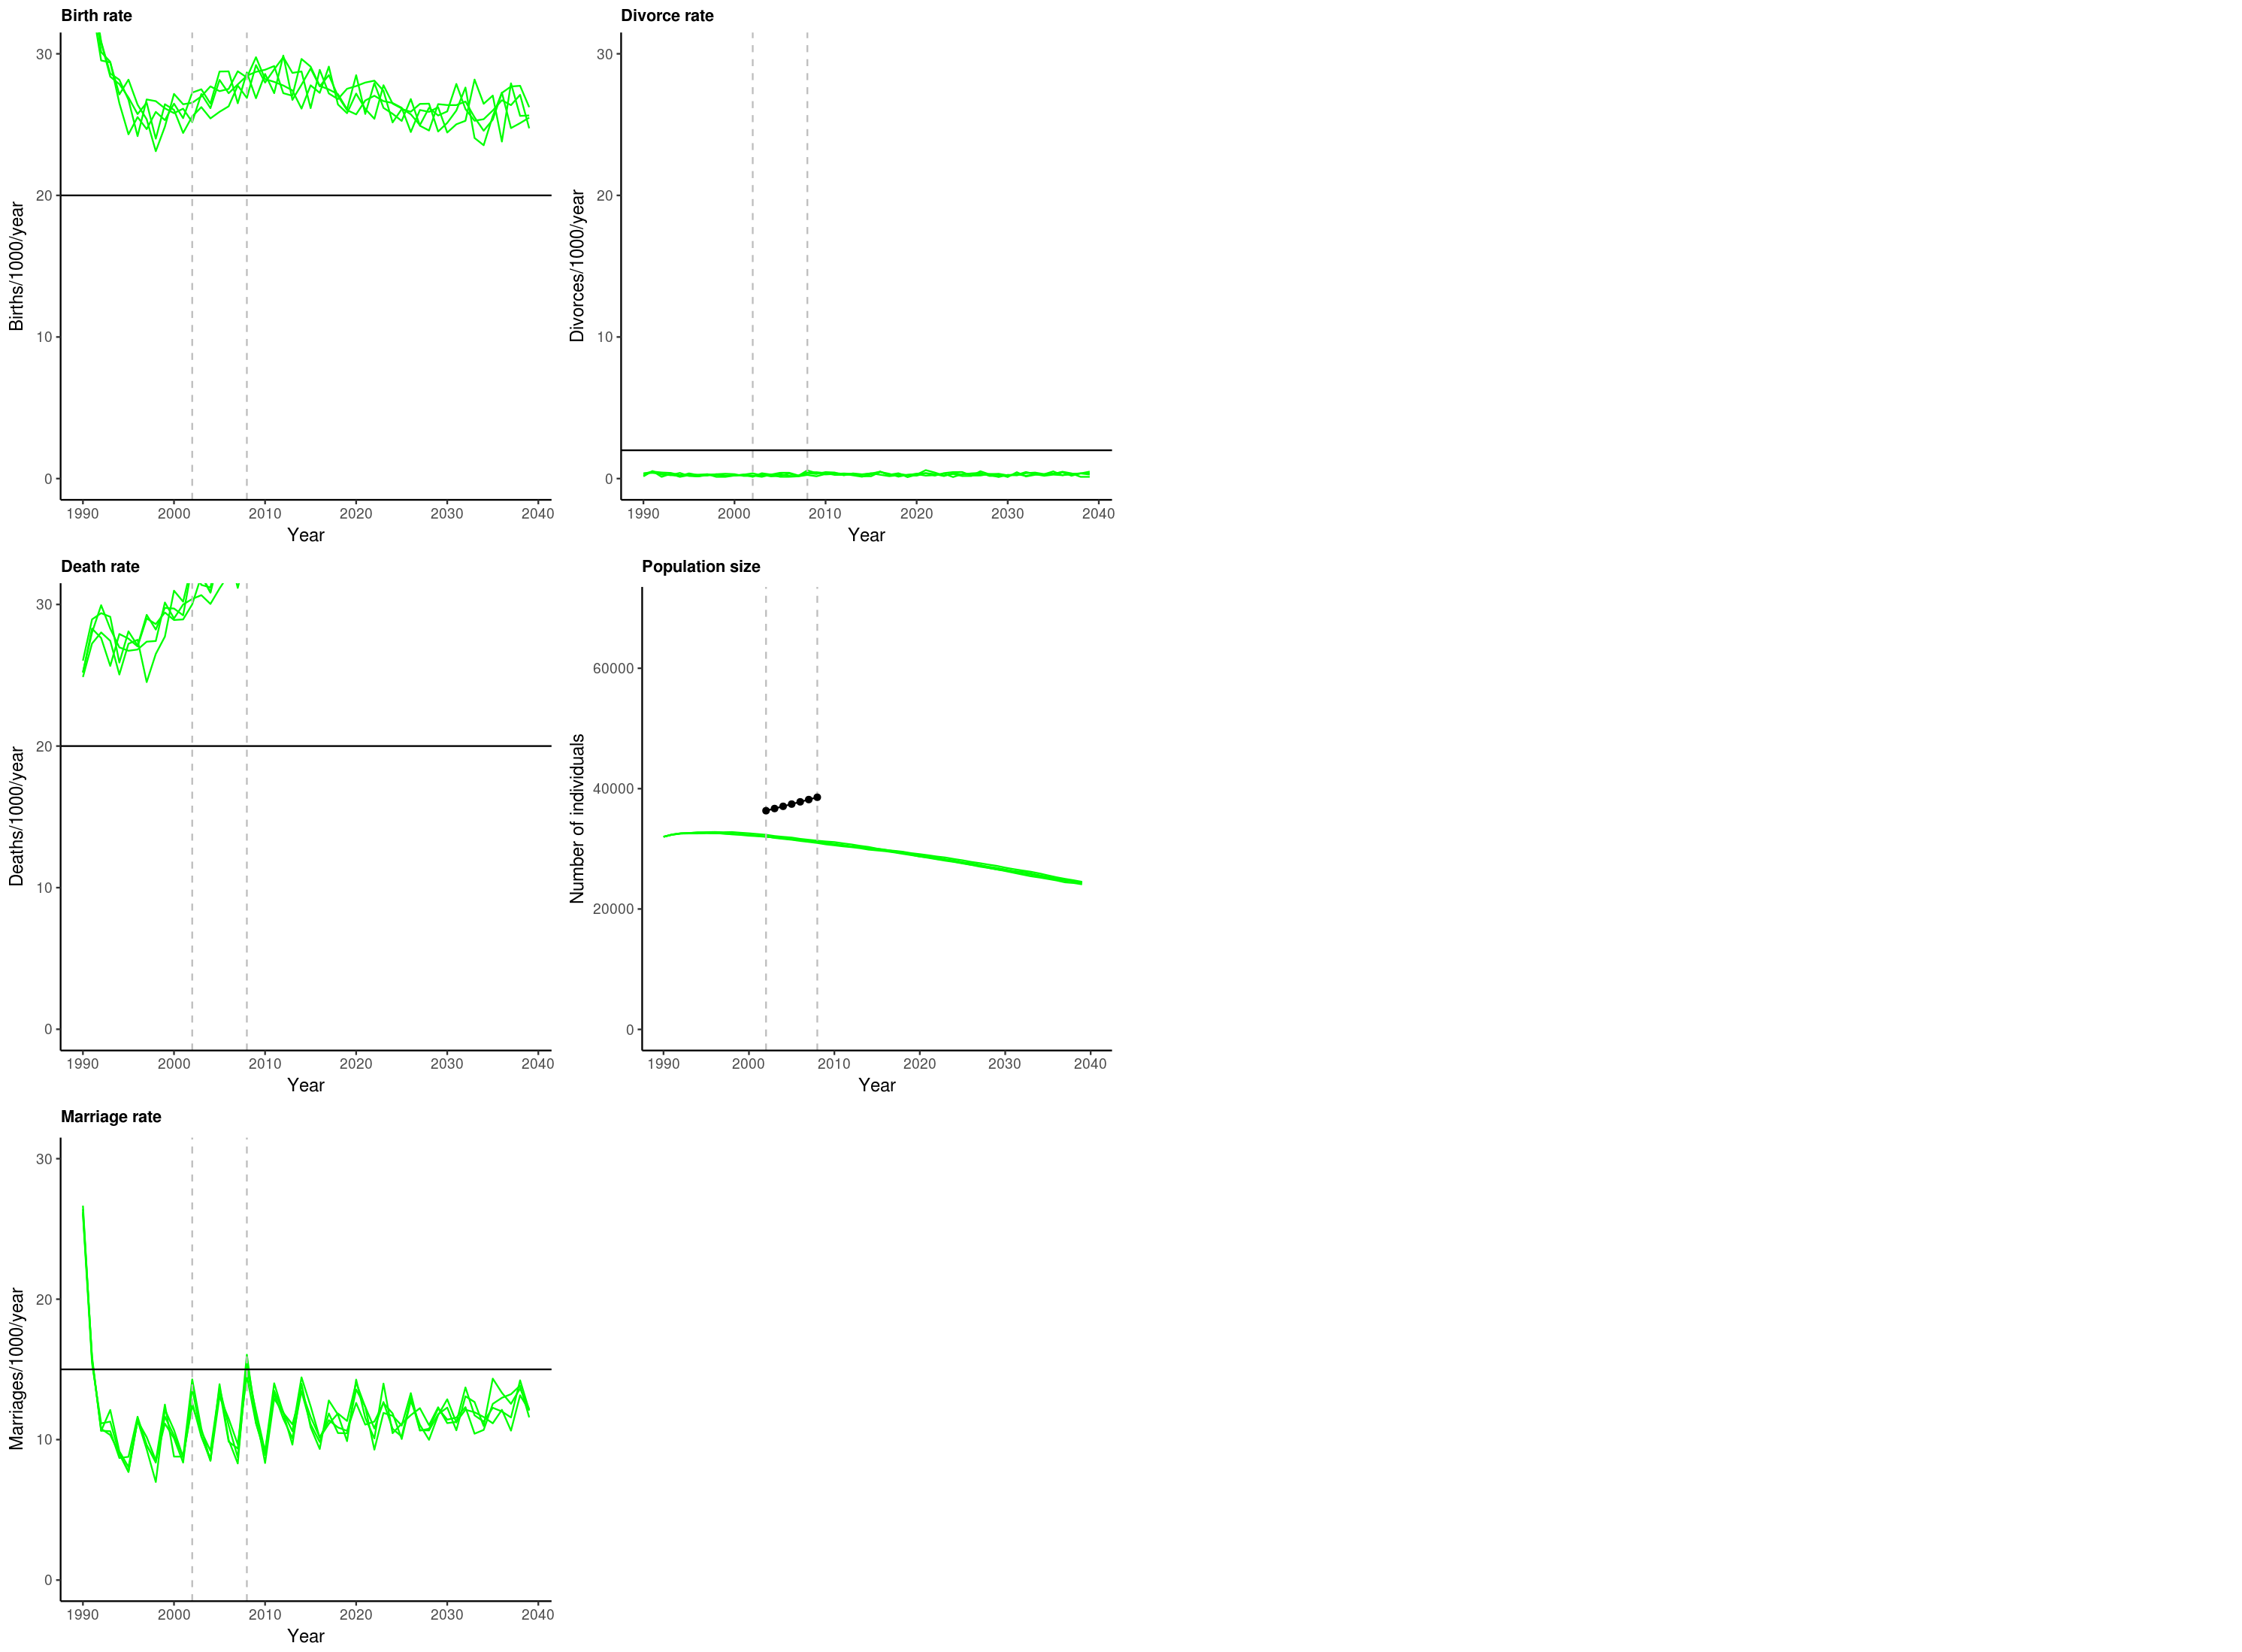 Birth rate
30
20
10
0
Births/1000/year
1990 2000 2010 2020 2030 2040
Year
Divorce rate
30
20
10
0
Divorces/1000/year
1990 2000 2010 2020 2030 2040
Year
Death rate
30
20
10
0
Deaths/1000/year
1990 2000 2010 2020 2030 2040
Year
Population size
60000
40000
20000
0
Number of individuals
1990 2000 2010 2020 2030 2040
Year
Marriage rate
30
20
10
0
Marriages/1000/year
1990 2000 2010 2020 2030 2040
Year